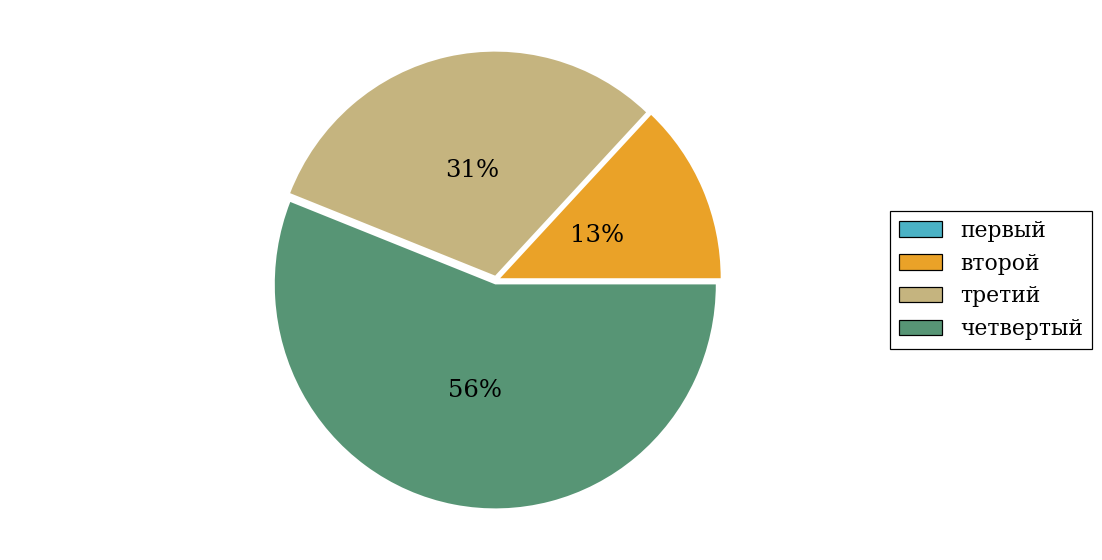 31%
13%
56%
первый
второй
третий
четвертый